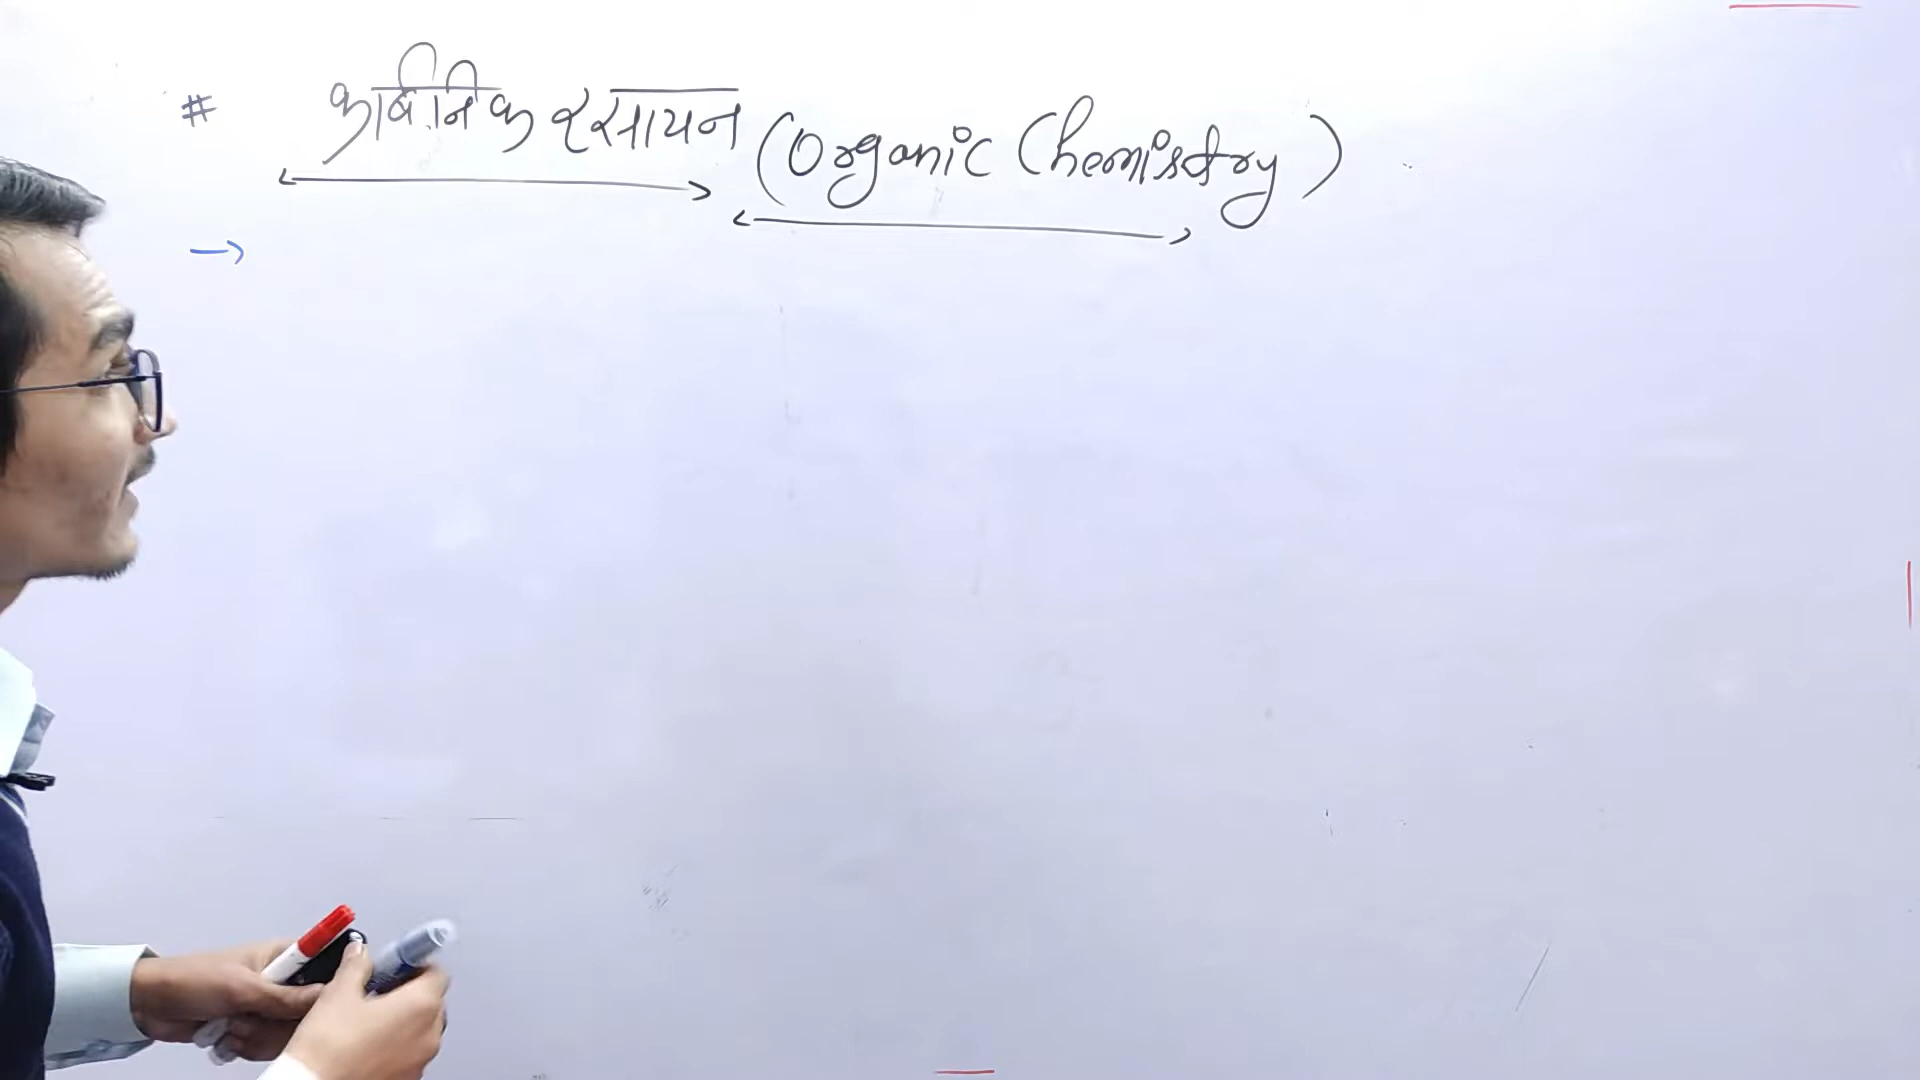 # कार्बनिक रसायन (Organic Chemistry)
→